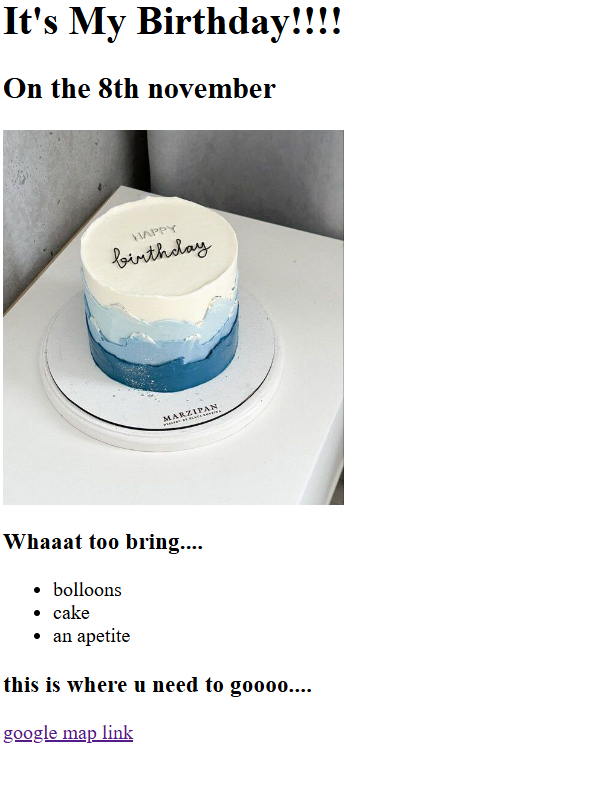 It's My Birthday!!!!
On the 8th november
HAPPY
birthday
MARZIPAN
Whaaat too bring....
bolloons
cake
an apetite
this is where u need to goooo....
google map link